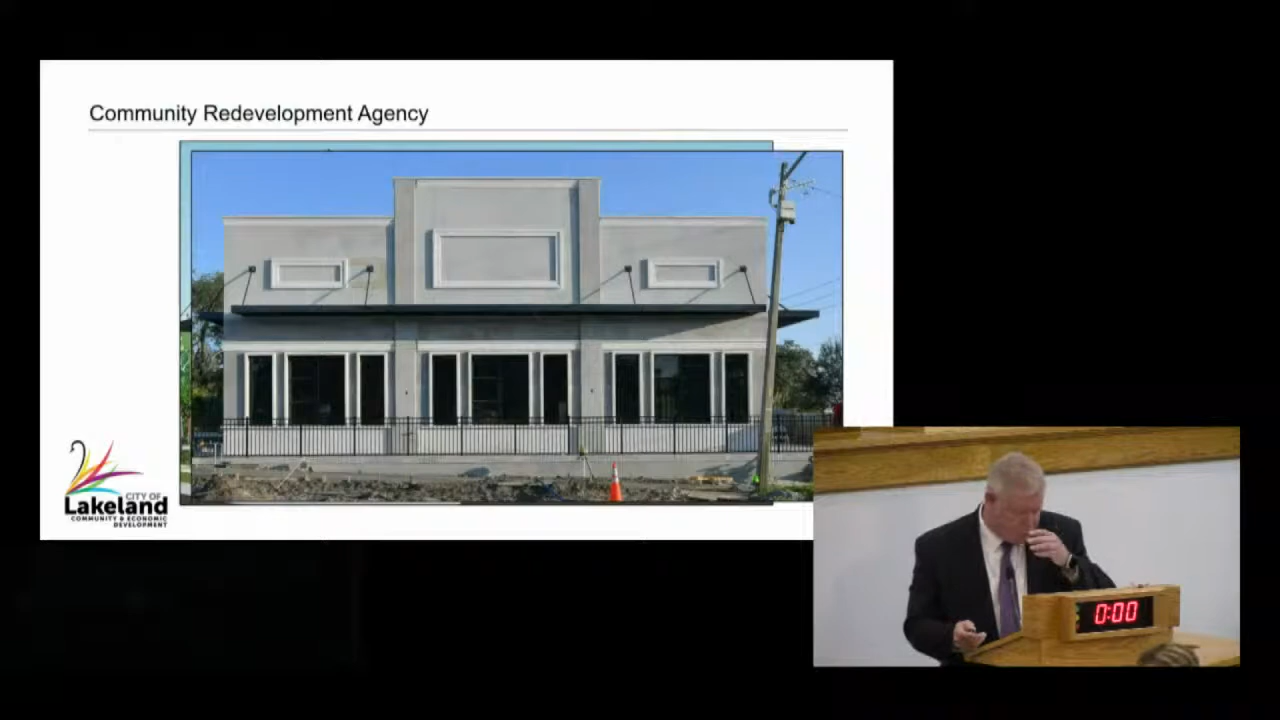 Community Redevelopment Agency
CITY OF
Lakeland
COMMUNITY & ECONOMIC
DEVELOPMENT
0:00